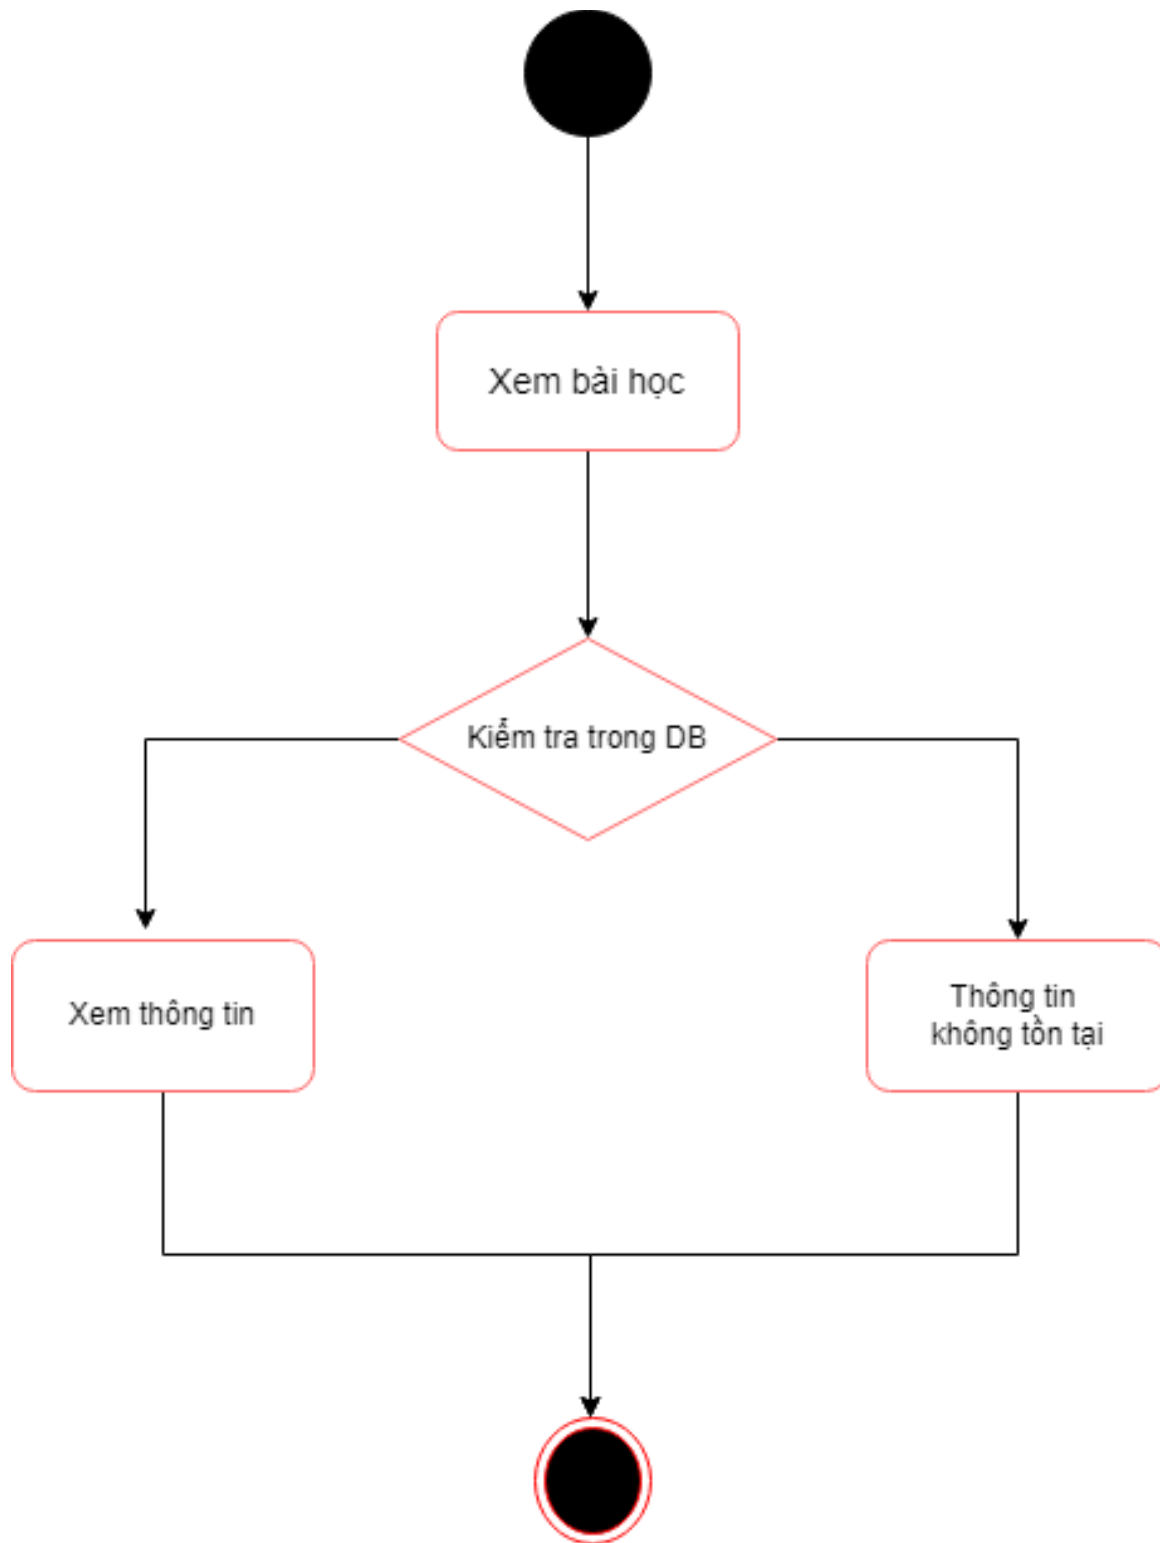 Xem bài học
Kiểm tra trong DB
Xem thông tin
Thông tin
không tồn tại